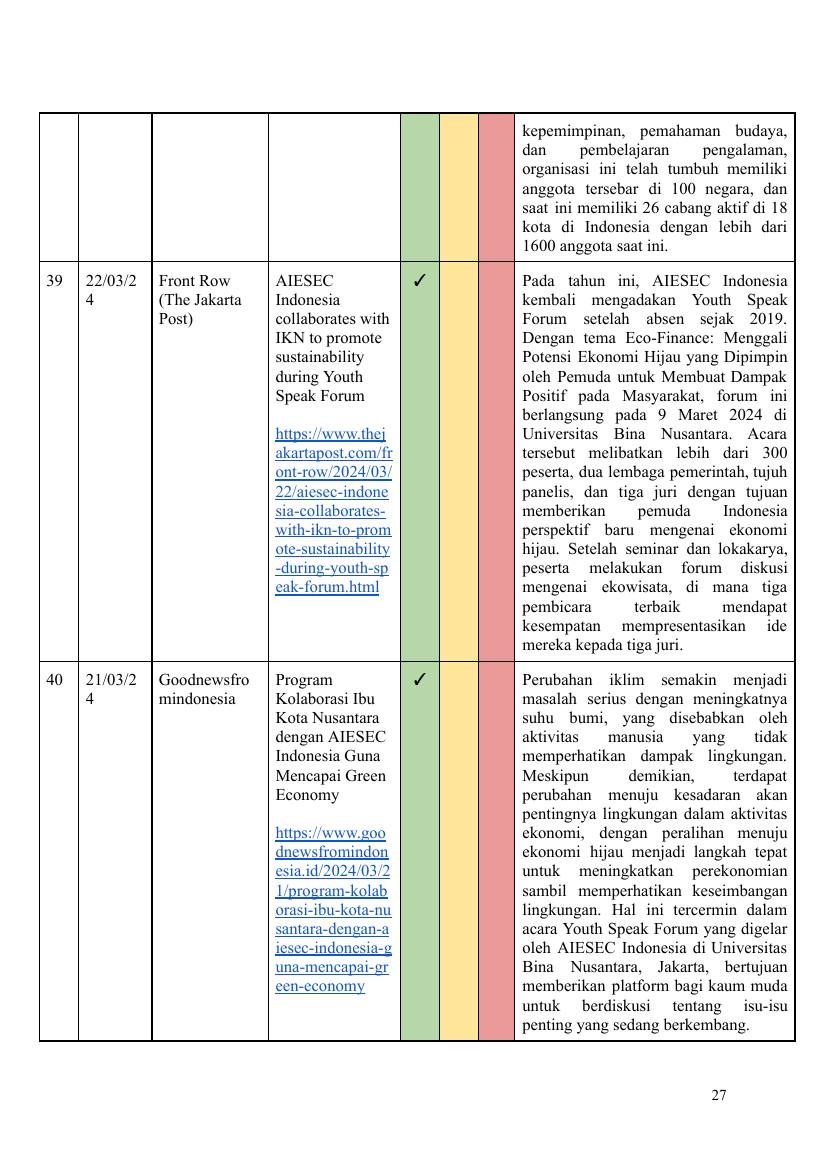 kepemimpinan, pemahaman budaya,
dan pembelajaran pengalaman,
organisasi ini telah tumbuh memiliki
anggota tersebar di 100 negara, dan
saat ini memiliki 26 cabang aktif di 18
kota di Indonesia dengan lebih dari
1600 anggota saat ini.
39
22/03/2
4
Front Row
(The Jakarta
Post)
AIESEC
Indonesia
collaborates with
IKN to promote
sustainability
during Youth
Speak Forum
https://www.thej
akartapost.com/fr
ont-row/2024/03/
22/aiesec-indone
sia-collaborates-
with-ikn-to-prom
ote-sustainability
-during-youth-sp
eak-forum.html
✓
Pada tahun ini, AIESEC Indonesia
kembali mengadakan Youth Speak
Forum setelah absen sejak 2019.
Dengan tema Eco-Finance: Menggali
Potensi Ekonomi Hijau yang Dipimpin
oleh Pemuda untuk Membuat Dampak
Positif pada Masyarakat, forum ini
berlangsung pada 9 Maret 2024 di
Universitas Bina Nusantara. Acara
tersebut melibatkan lebih dari 300
peserta, dua lembaga pemerintah, tujuh
panelis, dan tiga juri dengan tujuan
memberikan pemuda Indonesia
perspektif baru mengenai ekonomi
hijau. Setelah seminar dan lokakarya,
peserta melakukan forum diskusi
mengenai ekowisata, di mana tiga
pembicara terbaik mendapat
kesempatan mempresentasikan ide
mereka kepada tiga juri.
40
21/03/2
4
Goodnewsfro
mindonesia
Program
Kolaborasi Ibu
Kota Nusantara
dengan AIESEC
Indonesia Guna
Mencapai Green
Economy
https://www.goo
dnewsfromindon
esia.id/2024/03/2
1/program-kolab
orasi-ibu-kota-nu
santara-dengan-a
iesec-indonesia-g
una-mencapai-gr
een-economy
✓
Perubahan iklim semakin menjadi
masalah serius dengan meningkatnya
suhu bumi, yang disebabkan oleh
aktivitas manusia yang tidak
memperhatikan dampak lingkungan.
Meskipun demikian, terdapat
perubahan menuju kesadaran akan
pentingnya lingkungan dalam aktivitas
ekonomi, dengan peralihan menuju
ekonomi hijau menjadi langkah tepat
untuk meningkatkan perekonomian
sambil memperhatikan keseimbangan
lingkungan. Hal ini tercermin dalam
acara Youth Speak Forum yang digelar
oleh AIESEC Indonesia di Universitas
Bina Nusantara, Jakarta, bertujuan
memberikan platform bagi kaum muda
untuk berdiskusi tentang isu-isu
penting yang sedang berkembang.
27